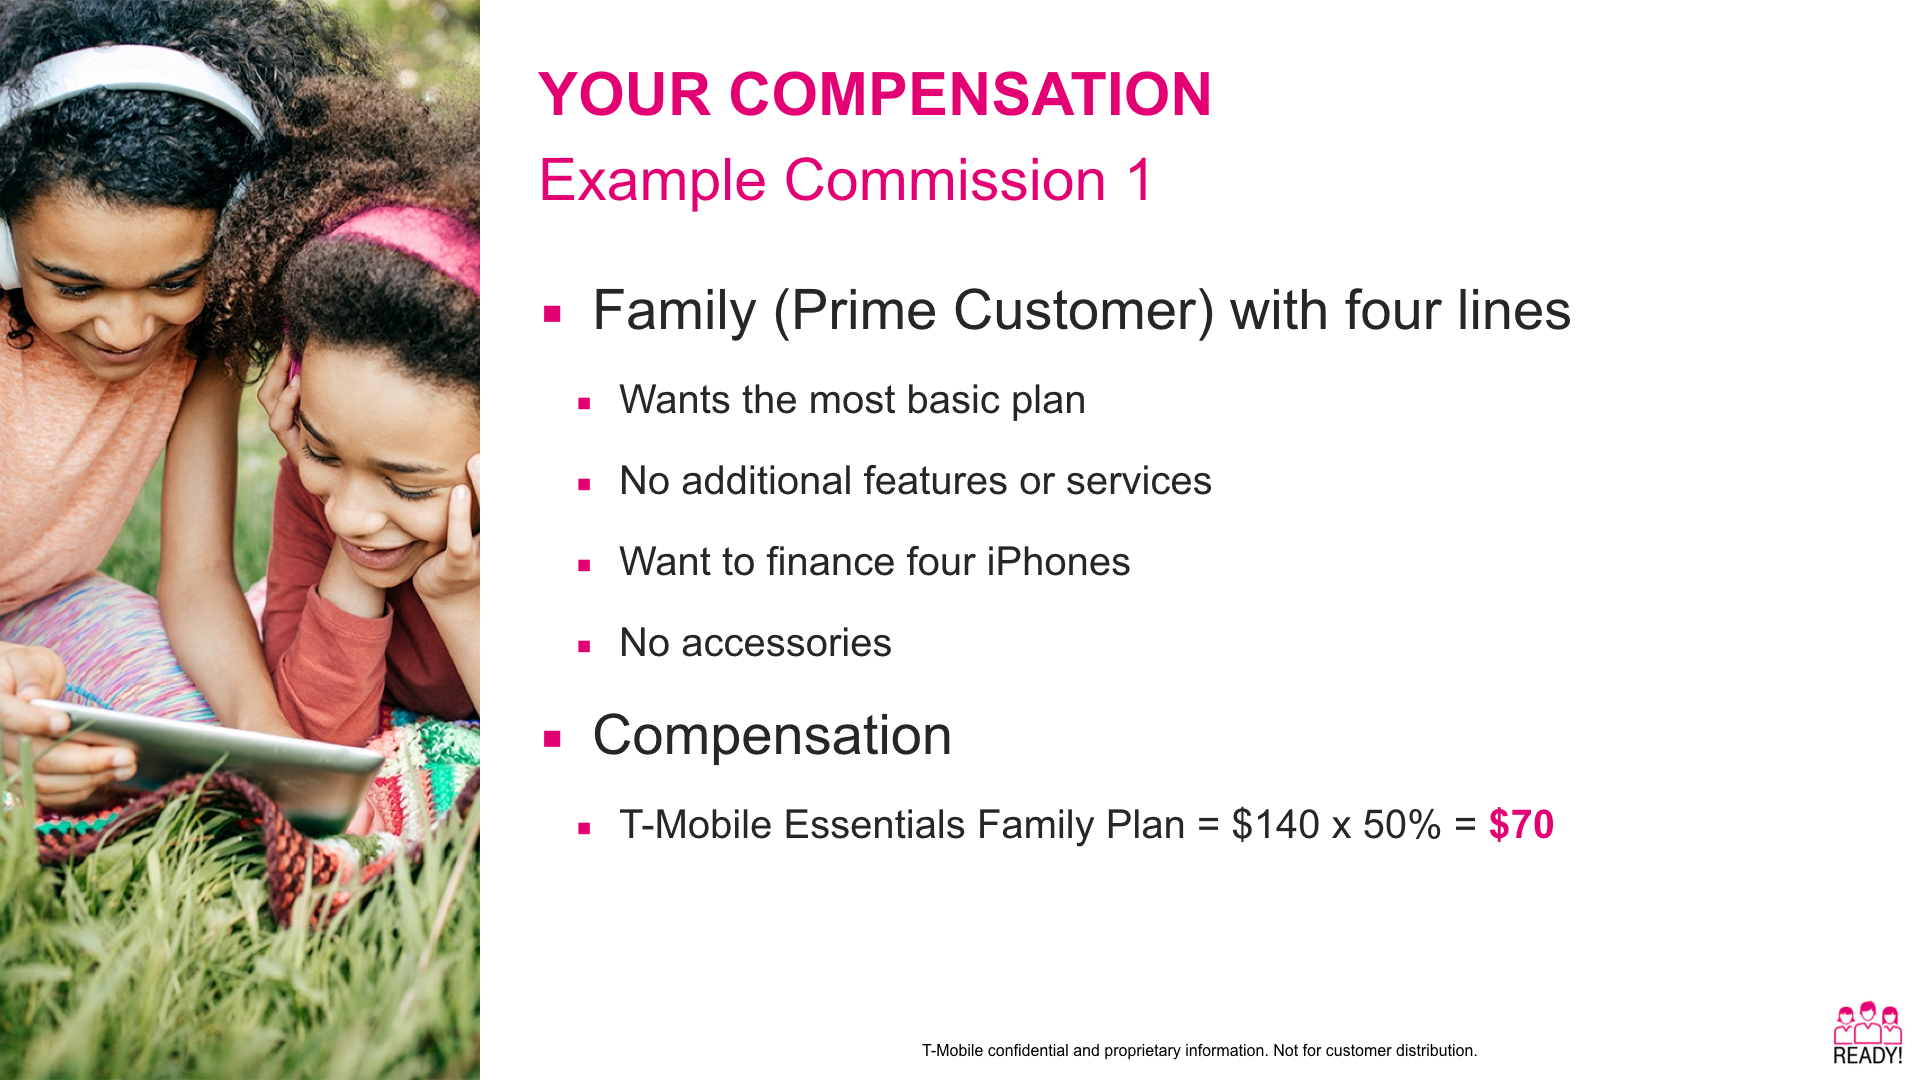 YOUR COMPENSATION
Example Commission 1
Family (Prime Customer) with four lines
Wants the most basic plan
No additional features or services
Want to finance four iPhones
No accessories
Compensation
T-Mobile Essentials Family Plan = $140 x 50% = $70
T-Mobile confidential and proprietary information. Not for customer distribution.
READY!